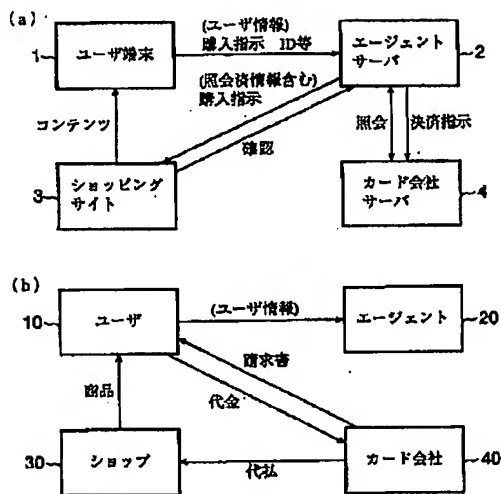 (a)
(ユーザ情報)
購入指示 ID等
1
ユーザ端末
エージェント
サーバ
2
(照会済情報含む)
購入指示
コンテンツ
確認
照会
決済指示
3
ショッピング
サイト
カード会社
サーバ
4
(b)
10
ユーザ
(ユーザ情報)
エージェント
20
請求書
商品
代金
30
ショップ
代払
カード会社
40